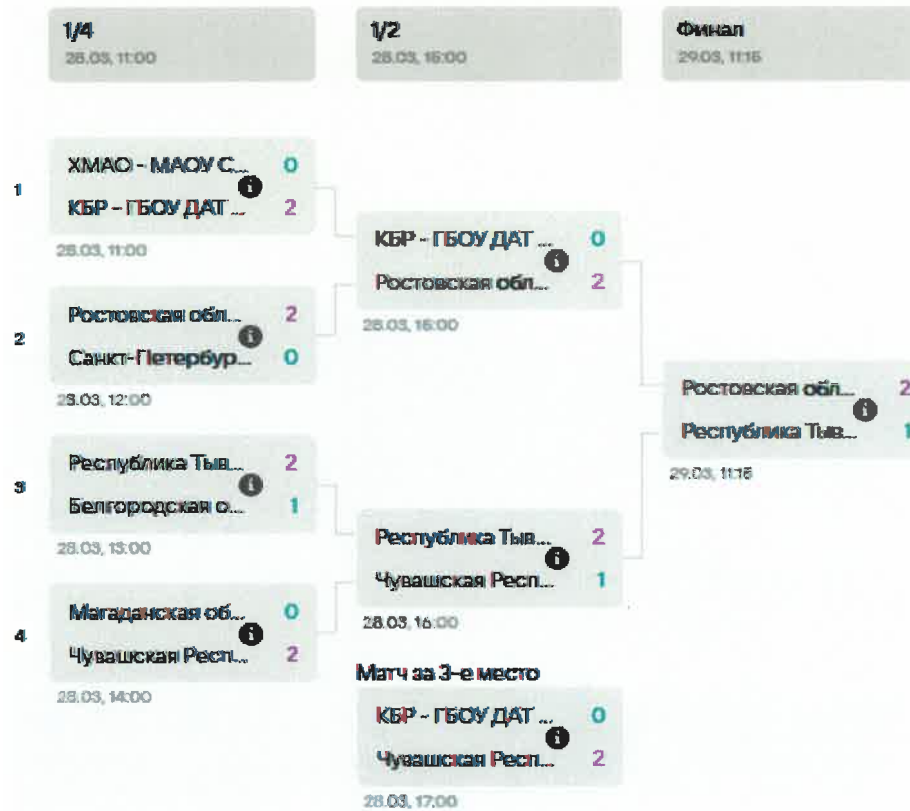 1/4
28.03, 11:00
1/2
28.03, 15:00
Финал
29.03, 11:15
1
ХМАО - МАОУ С... 0
КБР - ГБОУ ДАТ ... 2
28.03, 11:00
2
Ростовская обл... 2
Санкт-Петербур... 0
28.03, 12:00
3
Республика Тыв... 2
Белгородская о... 1
28.03, 13:00
4
Магаданская об... 0
Чувашская Респ... 2
28.03, 14:00
КБР - ГБОУ ДАТ ... 0
Ростовская обл... 2
28.03, 15:00
Республика Тыв... 2
Чувашская Респ... 1
28.03, 16:00
Матч за 3-е место
КБР - ГБОУ ДАТ ... 0
Чувашская Респ... 2
28.03, 17:00
Ростовская обл... 2
Республика Тыв... 1
29.03, 11:15